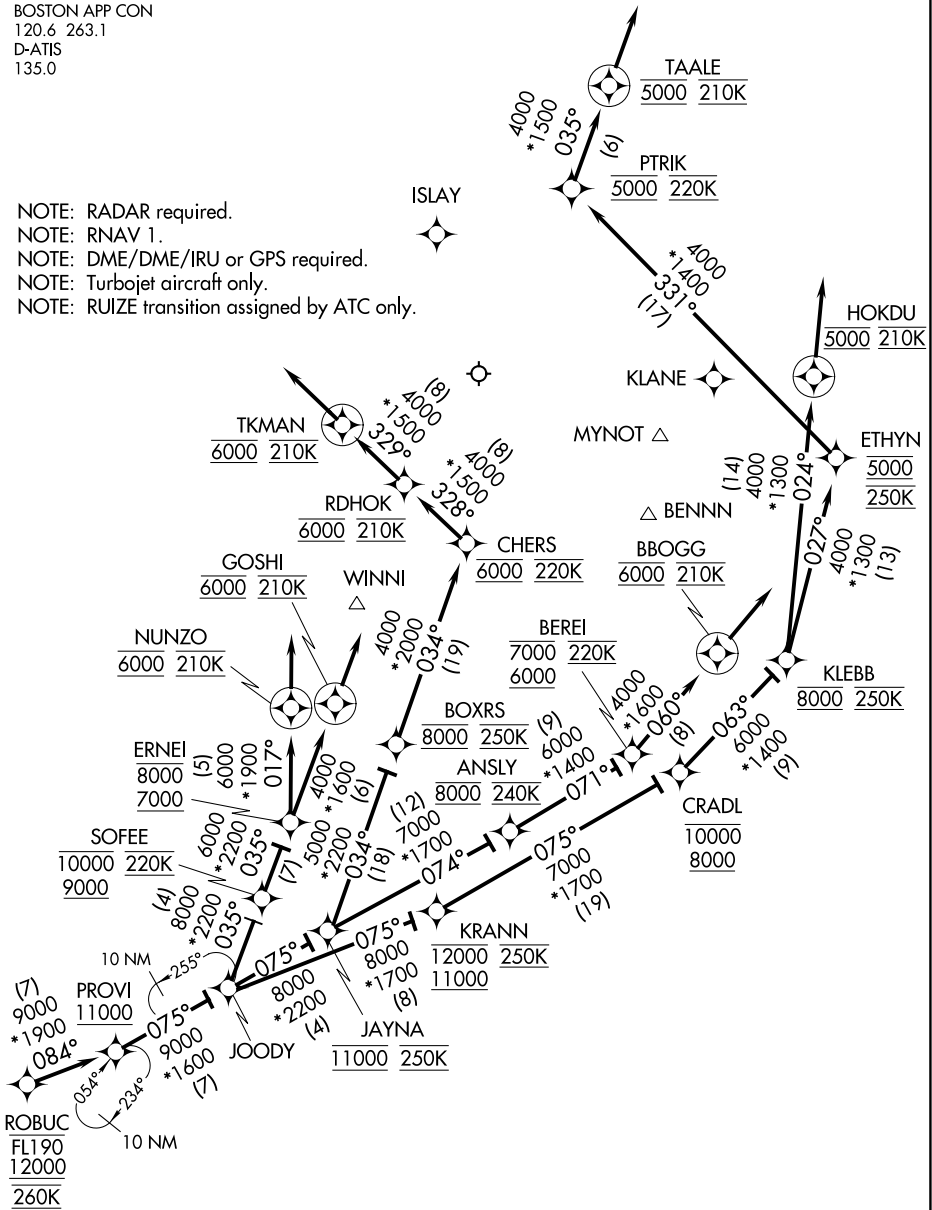 BOSTON APP CON
120.6 263.1
D-ATIS
135.0
TAALE
5000 210K
4000
*1500
035°
(6)
PTRIK
5000 220K
ISLAY
NOTE: RADAR required.
NOTE: RNAV 1.
NOTE: DME/DME/IRU or GPS required.
NOTE: Turbojet aircraft only.
NOTE: RUIZE transition assigned by ATC only.
4000
*1400
331°
(17)
HOKDU
5000 210K
KLANE
MYNOT
ETHYN
5000
250K
(14)
4000
*1300
024°
027°
4000
*1300
(13)
TKMAN
6000 210K
(8)
4000
*1500
329°
(8)
4000
*1500
328°
RDHOK
6000 210K
CHERS
6000 220K
BENNN
BBOGG
6000 210K
GOSHI
6000 210K
WINNI
NUNZO
6000 210K
4000
*2000
034°
(19)
BEREI
7000 220K
6000
4000
*1600
060°
(8)
KLEBB
8000 250K
063°
6000
*1400
(9)
BOXRS
8000 250K
(9)
6000
*1400
071°
ANSLY
8000 240K
ERNEI
8000
7000
(5)
6000
*1900
017°
4000
*1600
(6)
CRADL
10000
8000
SOFEE
10000 220K
9000
6000
*2200
035°
(7)
5000
*2200
034°
(18)
(12)
7000
*1700
074°
075°
7000
*1700
(19)
(4)
8000
*2200
035°
KRANN
12000 250K
11000
10 NM
255°
075°
8000
*2200
(4)
075°
8000
*1700
(8)
JAYNA
11000 250K
JOODY
PROVI
11000
(7)
9000
*1900
084°
075°
9000
*1600
(7)
054°
234°
10 NM
ROBUC
FL190
12000
260K